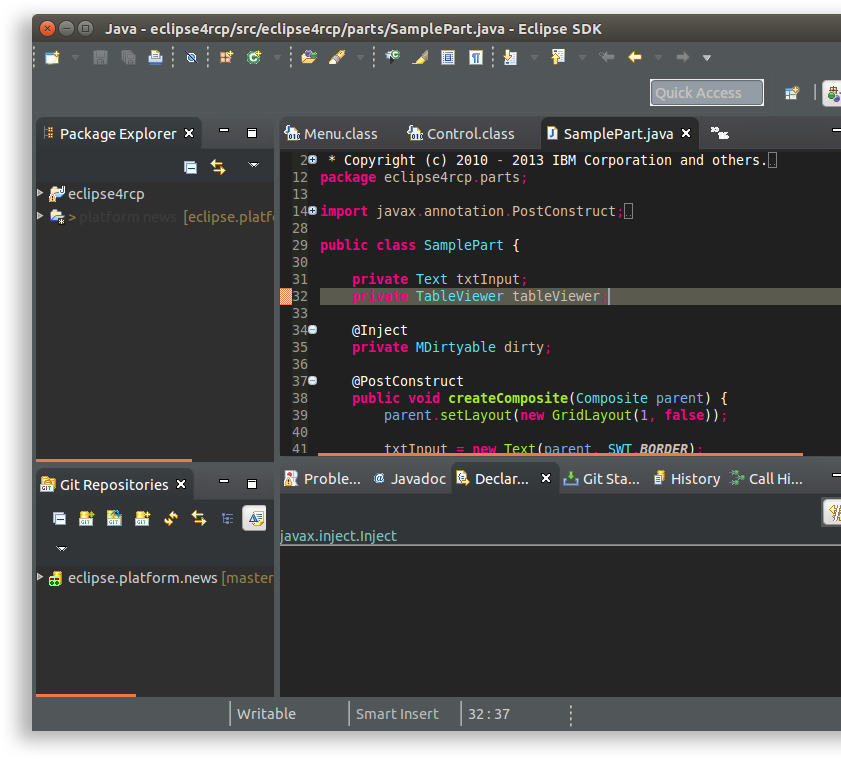 Java - eclipse4rcp/src/eclipse4rcp/parts/SamplePart.java - Eclipse SDK
Quick Access
Package Explorer
eclipse4rcp
> platform news [eclipse.platf
Menu.class Control.class SamplePart.java
2 * Copyright (c) 2010 - 2013 IBM Corporation and others.
12 package eclipse4rcp.parts;
13
14 import javax.annotation.PostConstruct;
28
29 public class SamplePart {
30
31 private Text txtInput;
32 private TableViewer tableViewer;
33
34 @Inject
35 private MDirtyable dirty;
36
37 @PostConstruct
38 public void createComposite(Composite parent) {
39 parent.setLayout(new GridLayout(1, false));
40
41 txtInput = new Text(parent, SWT.BORDER);
Git Repositories
GIT GIT GIT
eclipse.platform.news [master
Proble... @ Javadoc Declar... Git Sta... History Call Hi...
javax.inject.Inject
Writable Smart Insert 32 : 37